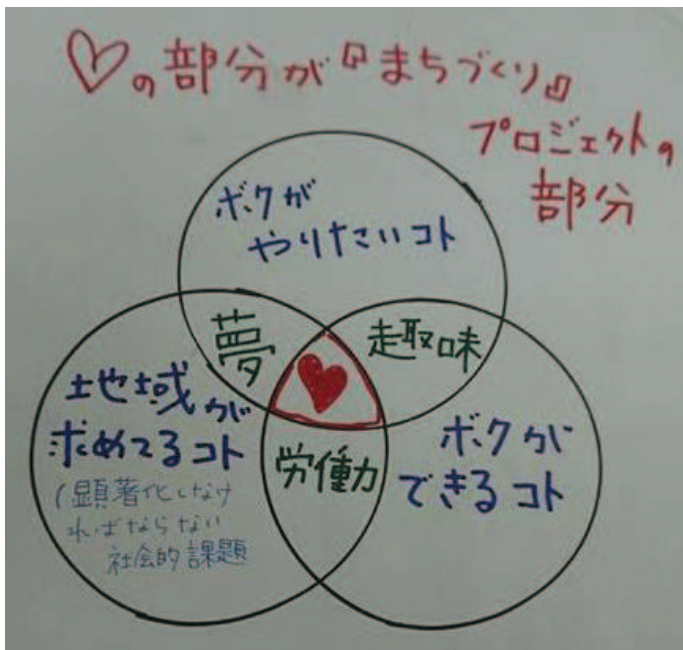 ♡の部分が『まちづくり』
プロジェクトの
部分
ボクが
やりたいコト
夢
趣味
地域が
求めてるコト
(顕著化しなけ
ればならない
社会的課題
労働力
ボクが
できるコト